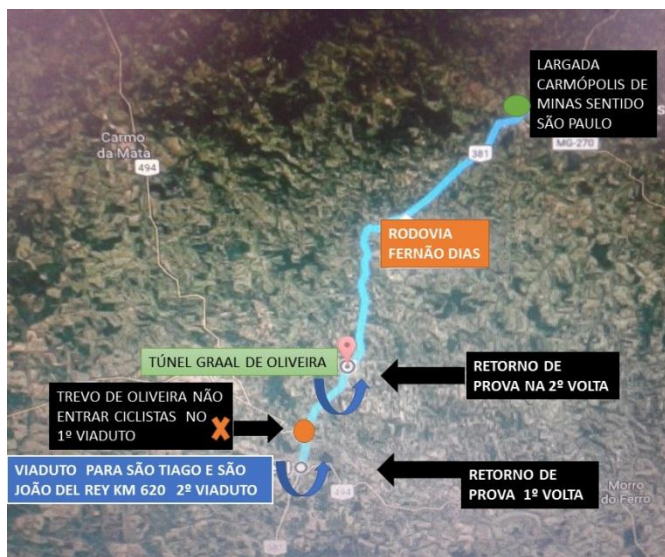 LARGADA
CARMÓPOLIS DE
MINAS SENTIDO
SÃO PAULO
MG-270
381
Carmo
da Mata
494
RODOVIA
FERNÃO DIAS
TÚNEL GRAAL DE OLIVEIRA
RETORNO DE
PROVA NA 2º VOLTA
TREVO DE OLIVEIRA NÃO
ENTRAR CICLISTAS NO
1º VIADUTO
VIADUTO PARA SÃO TIAGO E SÃO
JOÃO DEL REY KM 620 2º VIADUTO
RETORNO DE
PROVA 1º VOLTA
494
Morro
do Ferro
381